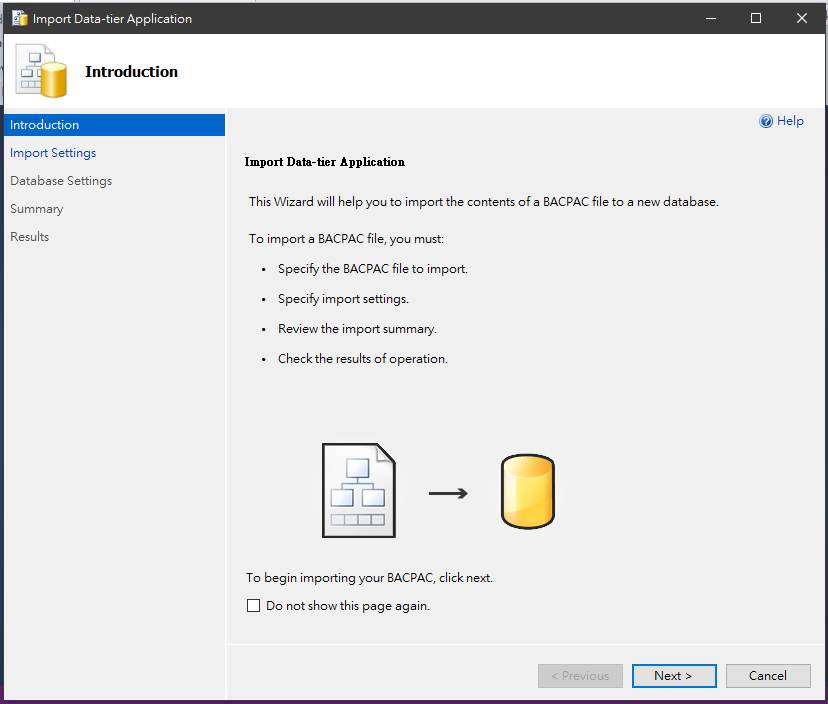 Import Data-tier Application
Introduction
Introduction
Import Settings
Database Settings
Summary
Results
Help
Import Data-tier Application
This Wizard will help you to import the contents of a BACPAC file to a new database.
To import a BACPAC file, you must:
• Specify the BACPAC file to import.
• Specify import settings.
• Review the import summary.
• Check the results of operation.
To begin importing your BACPAC, click next.
Do not show this page again.
< Previous
Next >
Cancel